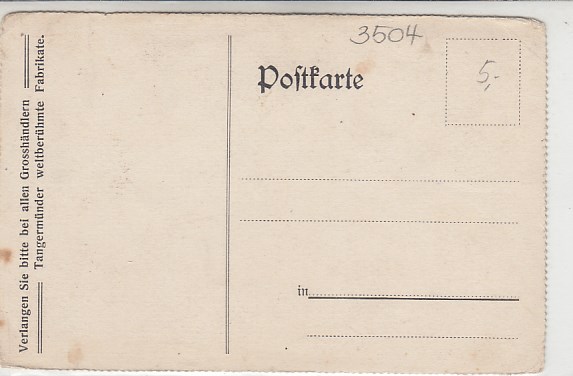 Verlangen Sie bitte bei allen Grosshändlern
Tangermünder weltberühmte Fabrikate.
3504
Poſtkarte
5,-
in